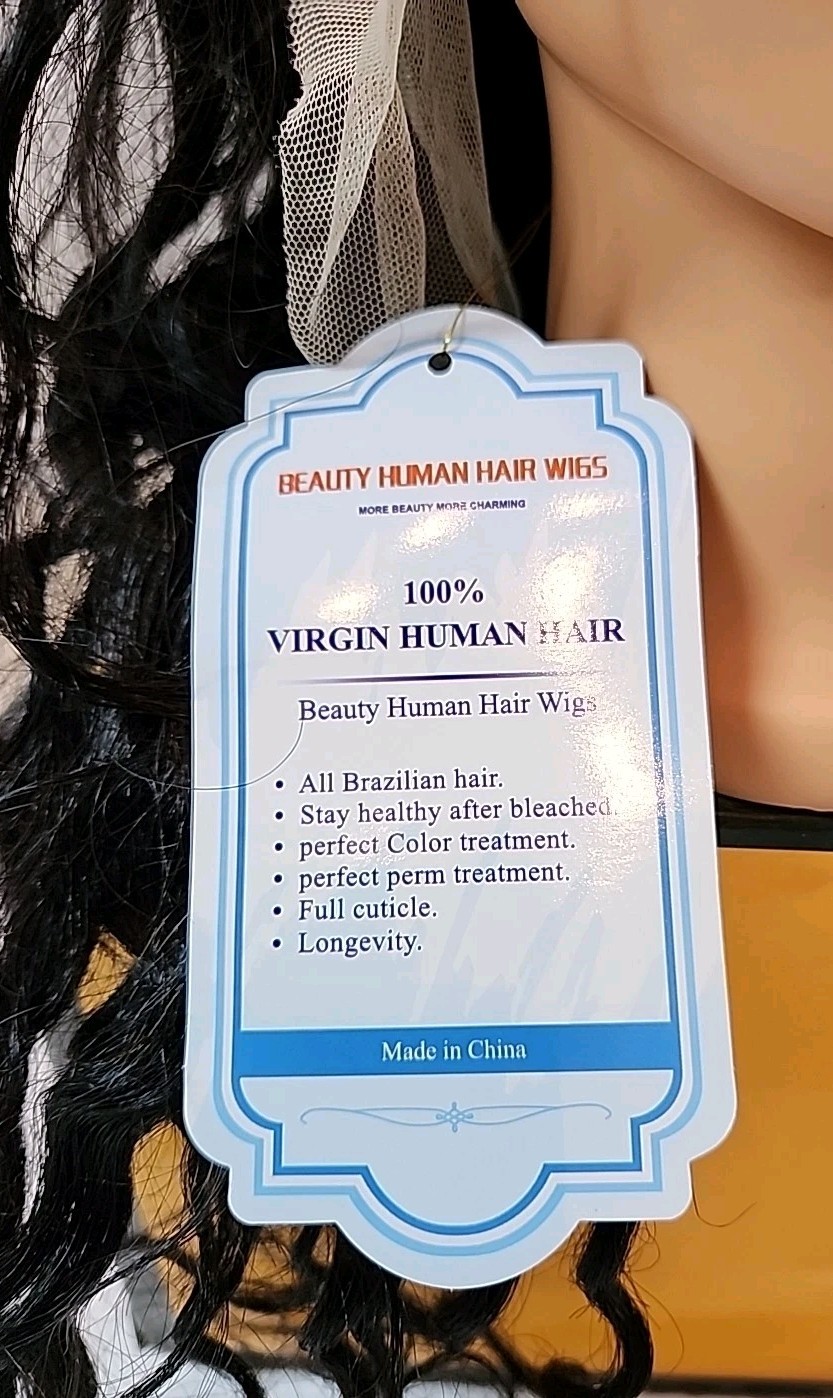 BEAUTY HUMAN HAIR WIGS
MORE BEAUTY MORE CHARMING
100%
VIRGIN HUMAN HAIR
Beauty Human Hair Wigs
• All Brazilian hair.
• Stay healthy after bleached.
• perfect Color treatment.
• perfect perm treatment.
• Full cuticle.
• Longevity.
Made in China